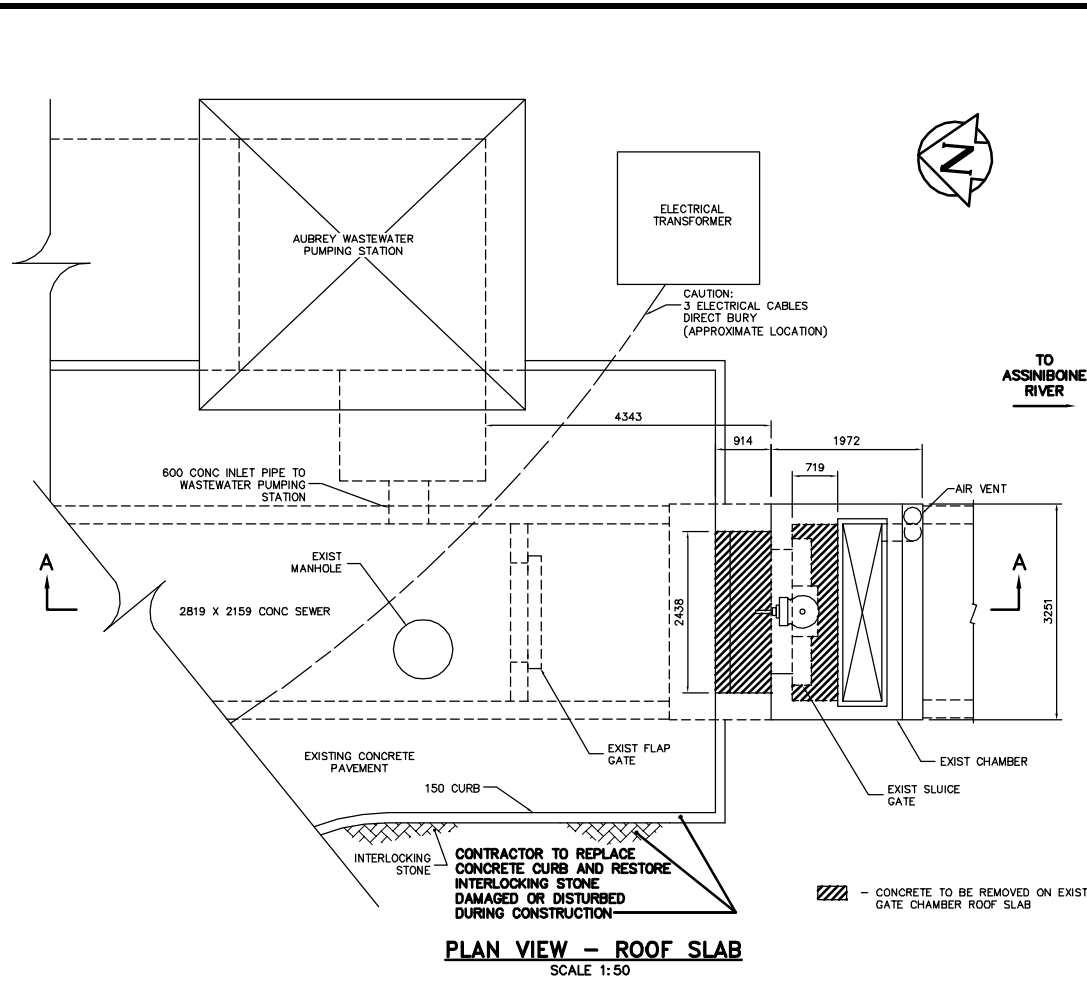 N
ELECTRICAL
TRANSFORMER
AUBREY WASTEWATER
PUMPING STATION
CAUTION:
3 ELECTRICAL CABLES
DIRECT BURY
(APPROXIMATE LOCATION)
TO
ASSINIBOINE
RIVER
4343
914
1972
719
600 CONC INLET PIPE TO
WASTEWATER PUMPING
STATION
AIR VENT
EXIST
MANHOLE
A
A
2819 X 2159 CONC SEWER
2438
3251
EXISTING CONCRETE
PAVEMENT
EXIST FLAP
GATE
EXIST CHAMBER
150 CURB
EXIST SLUICE
GATE
INTERLOCKING
STONE
CONTRACTOR TO REPLACE
CONCRETE CURB AND RESTORE
INTERLOCKING STONE
DAMAGED OR DISTURBED
DURING CONSTRUCTION
- CONCRETE TO BE REMOVED ON EXIST
GATE CHAMBER ROOF SLAB
PLAN VIEW - ROOF SLAB
SCALE 1:50